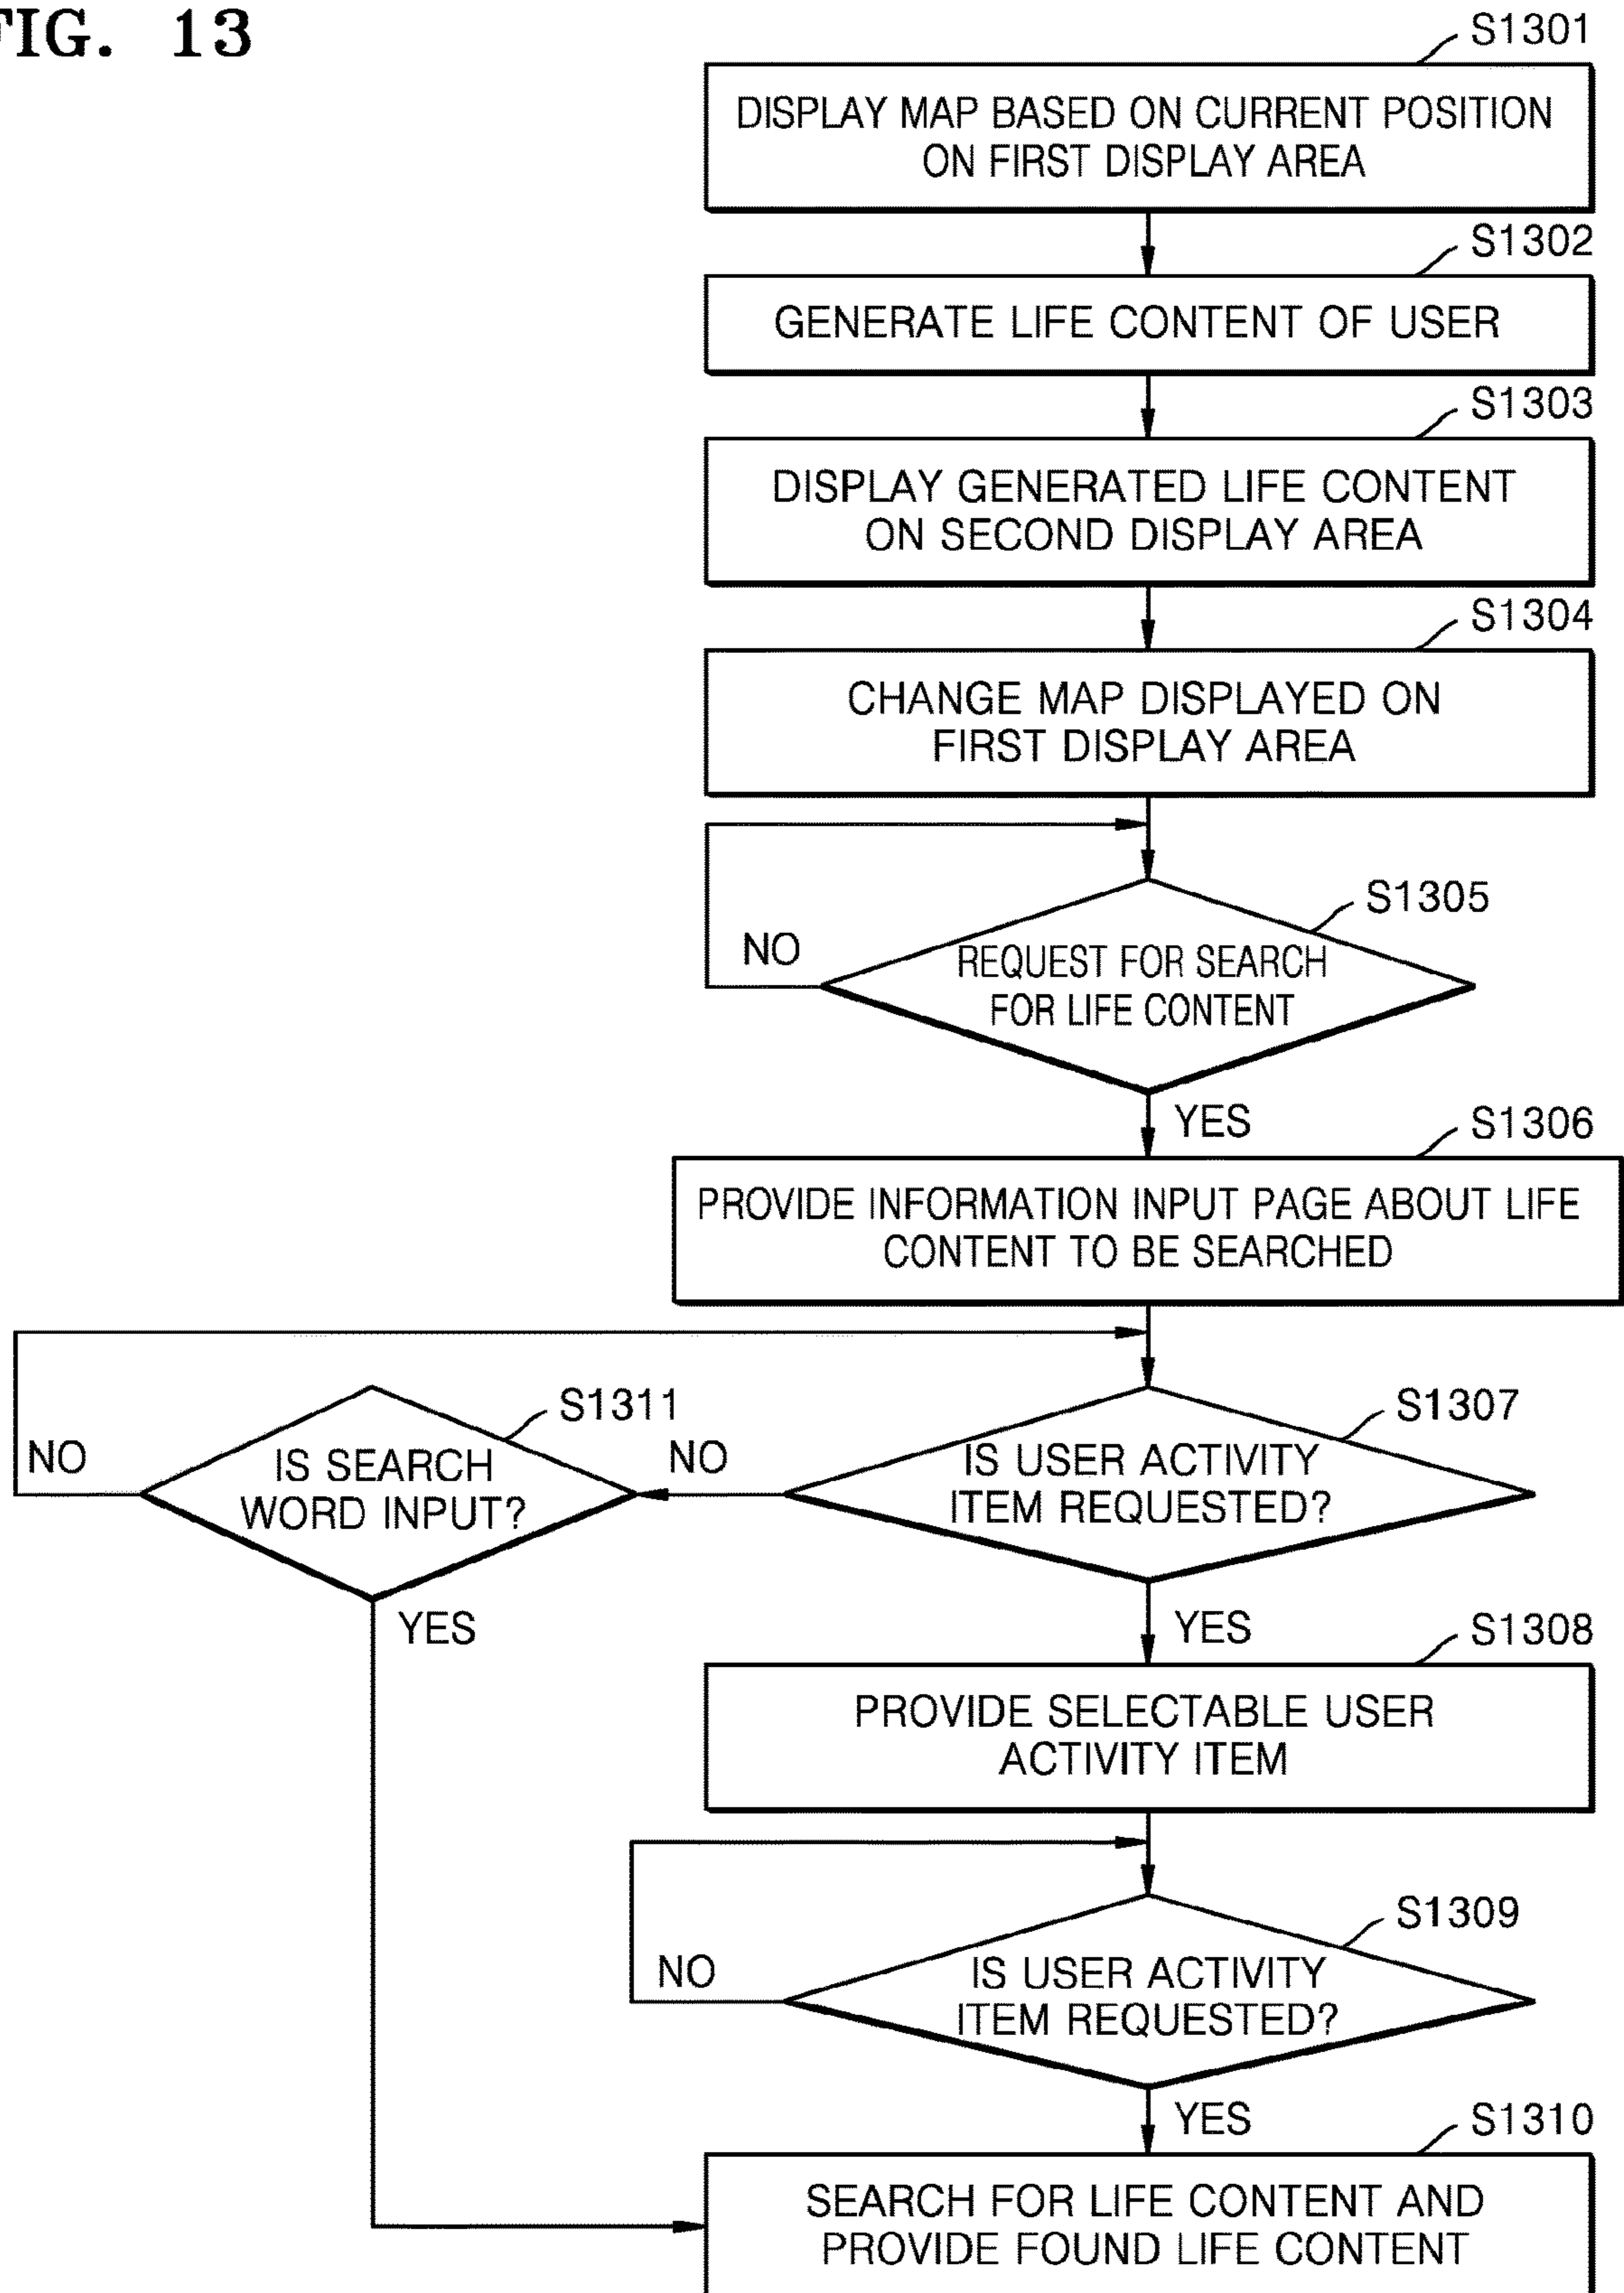 FIG. 13
S1301
DISPLAY MAP BASED ON CURRENT POSITION
ON FIRST DISPLAY AREA
S1302
GENERATE LIFE CONTENT OF USER
S1303
DISPLAY GENERATED LIFE CONTENT
ON SECOND DISPLAY AREA
S1304
CHANGE MAP DISPLAYED ON
FIRST DISPLAY AREA
S1305
NO
REQUEST FOR SEARCH
FOR LIFE CONTENT
YES
S1306
PROVIDE INFORMATION INPUT PAGE ABOUT LIFE
CONTENT TO BE SEARCHED
S1311
S1307
NO
IS SEARCH
WORD INPUT?
NO
IS USER ACTIVITY
ITEM REQUESTED?
YES
YES
S1308
PROVIDE SELECTABLE USER
ACTIVITY ITEM
S1309
NO
IS USER ACTIVITY
ITEM REQUESTED?
YES
S1310
SEARCH FOR LIFE CONTENT AND
PROVIDE FOUND LIFE CONTENT